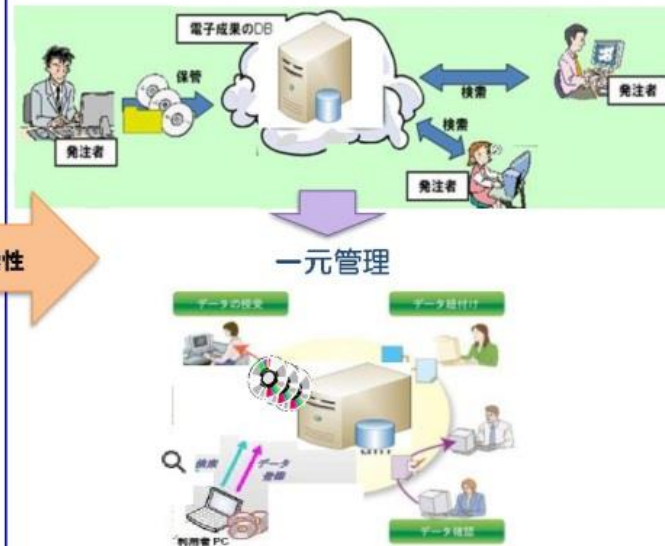 電子成果のDB
保管
発注者
検索
発注者
検索
発注者
性
一元管理
データの授受
データ紐付け
検索
データ
登録
利用者PC
データ確認